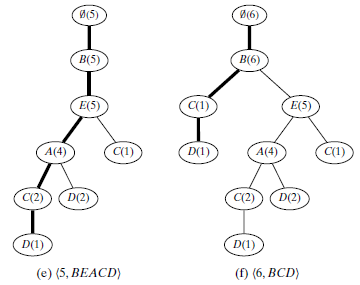 ∅(5)
B(5)
E(5)
A(4) C(1)
C(2) D(2)
D(1)
(e) ⟨5, BEACD⟩
∅(6)
B(6)
C(1) E(5)
D(1) A(4) C(1)
C(2) D(2)
D(1)
(f) ⟨6, BCD⟩